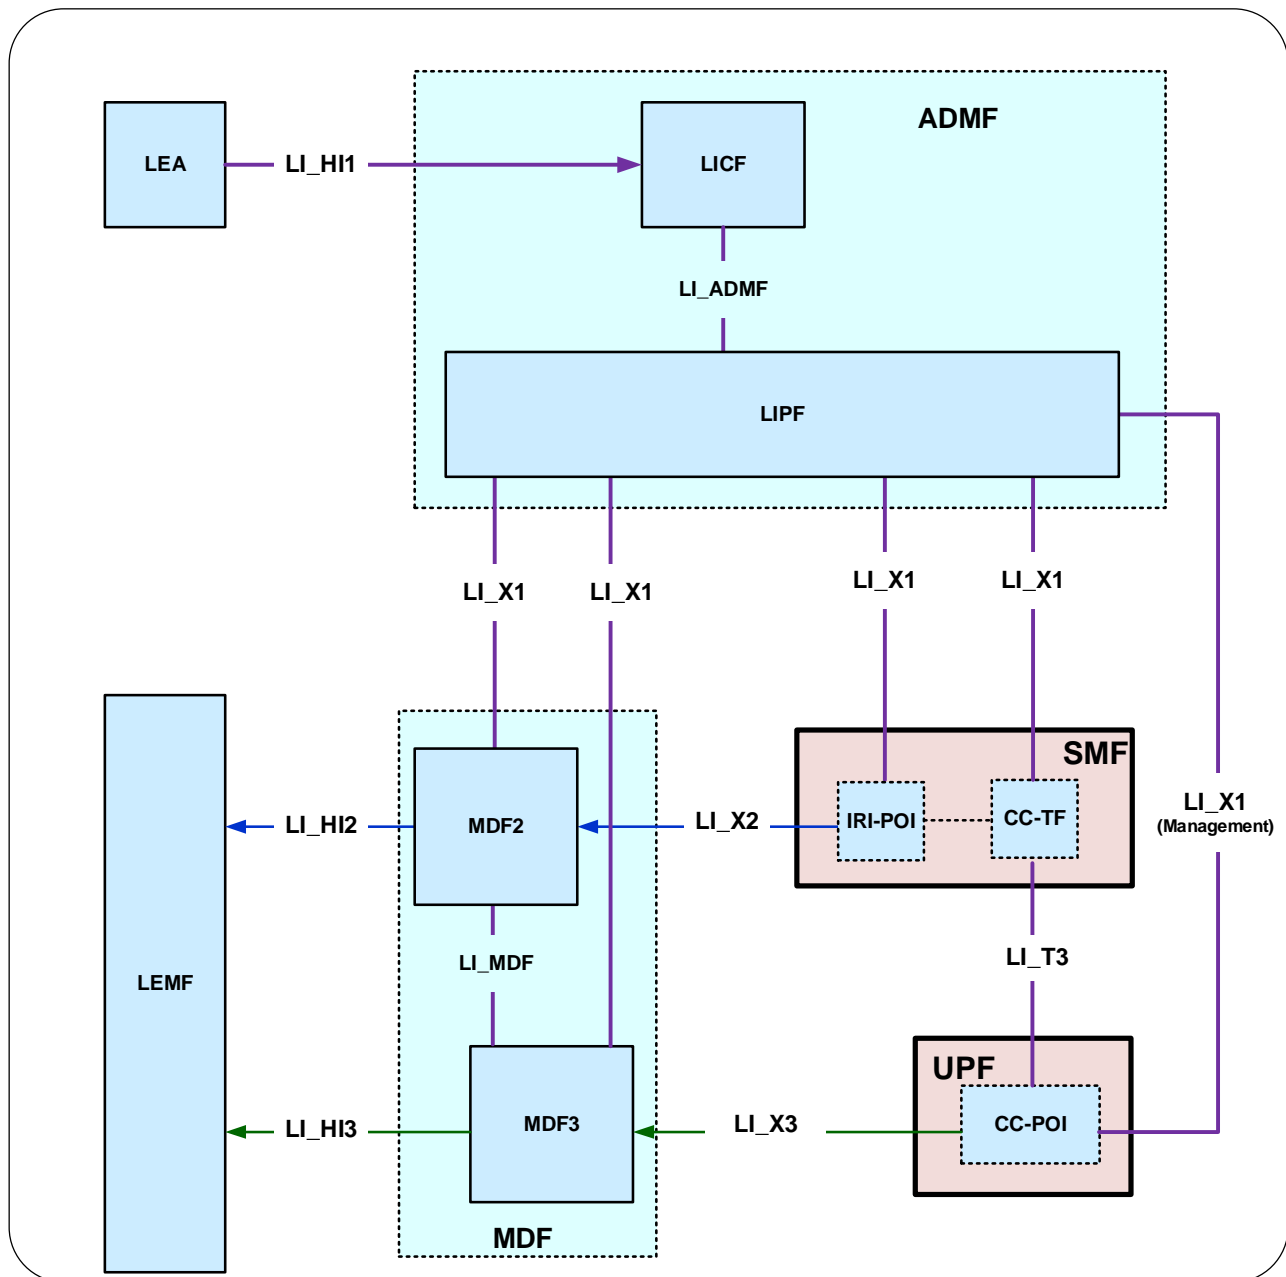 ADMF
LEA
LI_HI1
LICF
LI_ADMF
LIPF
LI_X1
LI_X1
LI_X1
LI_X1
SMF
LI_X1
(Management)
LI_HI2
MDF2
LI_X2
IRI-POI
CC-TF
LEMF
LI_MDF
LI_T3
UPF
LI_HI3
MDF3
LI_X3
CC-POI
MDF